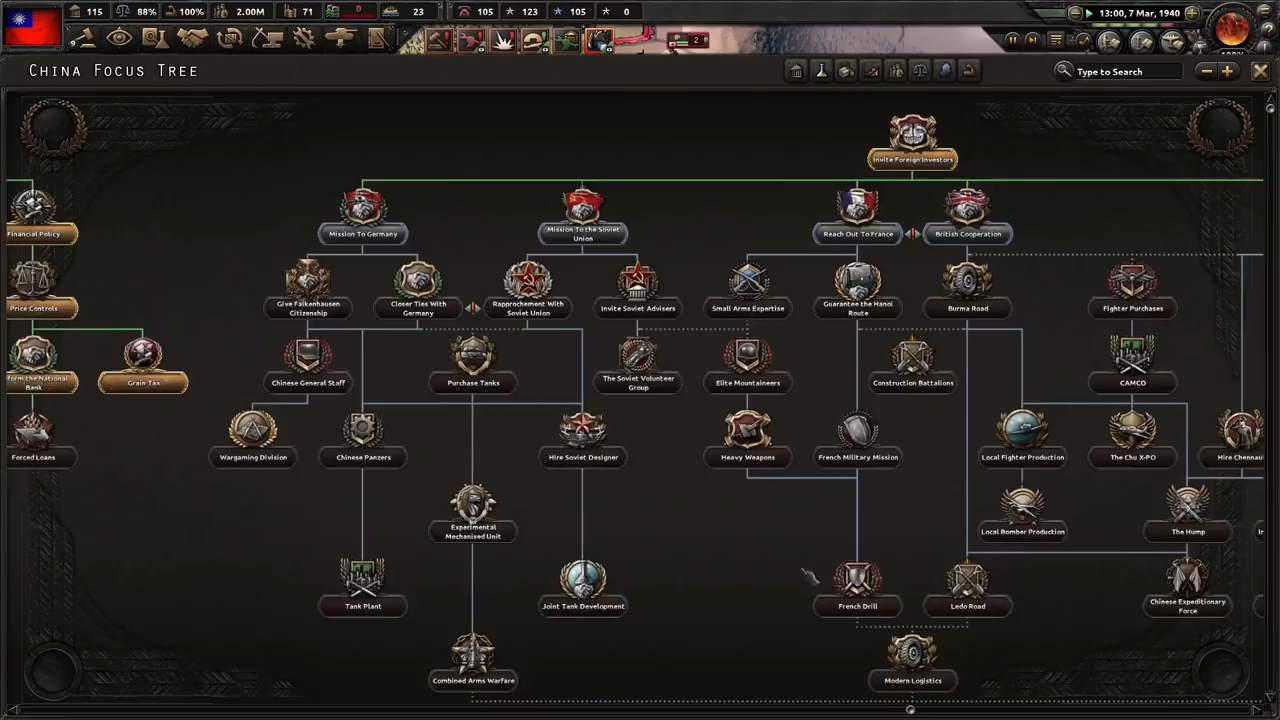 115
88%
100%
2.00M
71
0
23
105
123
105
0
13:00, 7 Mar, 1940
9
2
100%
China Focus Tree
Type to Search
Invite Foreign Investors
Financial Policy
Mission To Germany
Mission To the Soviet
Union
Reach Out To France
British Cooperation
Price Controls
Give Falkenhausen
Citizenship
Closer Ties With
Germany
Rapprochement With
Soviet Union
Invite Soviet Advisers
Small Arms Expertise
Guarantee the Hanoi
Route
Burma Road
Fighter Purchases
form the National
Bank
Grain Tax
Chinese General Staff
Purchase Tanks
The Soviet Volunteer
Group
Elite Mountaineers
Construction Battalions
CAMCO
Forced Loans
Wargaming Division
Chinese Panzers
Hire Soviet Designer
Heavy Weapons
French Military Mission
Local Fighter Production
The Chu X-PO
Hire Chennau
Experimental
Mechanised Unit
Local Bomber Production
The Hump
Tank Plant
Joint Tank Development
French Drill
Ledo Road
Chinese Expeditionary
Force
Combined Arms Warfare
Modern Logistics